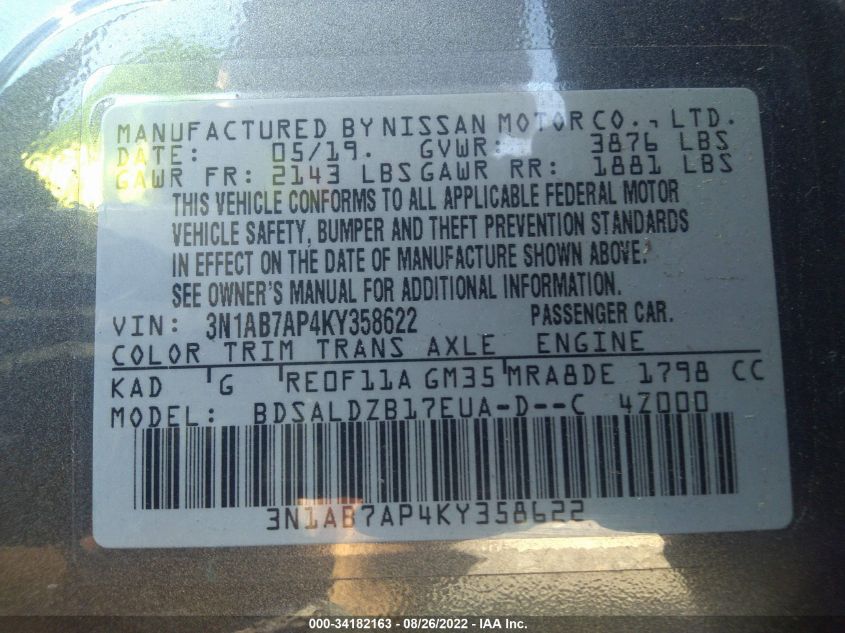 MANUFACTURED BY NISSAN MOTOR CO., LTD.
DATE: 05/19. GVWR: 3876 LBS
GAWR FR: 2143 LBS GAWR RR: 1881 LBS
THIS VEHICLE CONFORMS TO ALL APPLICABLE FEDERAL MOTOR
VEHICLE SAFETY, BUMPER AND THEFT PREVENTION STANDARDS
IN EFFECT ON THE DATE OF MANUFACTURE SHOWN ABOVE.
SEE OWNER'S MANUAL FOR ADDITIONAL INFORMATION.
VIN: 3N1AB7AP4KY358622 PASSENGER CAR.
COLOR TRIM TRANS AXLE ENGINE
KAD G RE0F11A GM35 MRA8DE 1798 CC
MODEL: BDSALDZB17EUA-D--C 4Z000
3N1AB7AP4KY358622
000-34182163 - 08/26/2022 - IAA Inc.